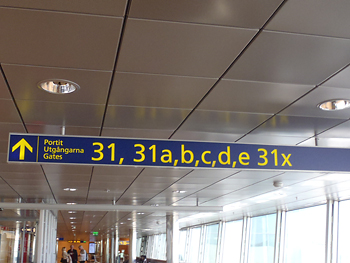 Portit
Utgångarna
Gates
31, 31a,b,c,d,e 31x